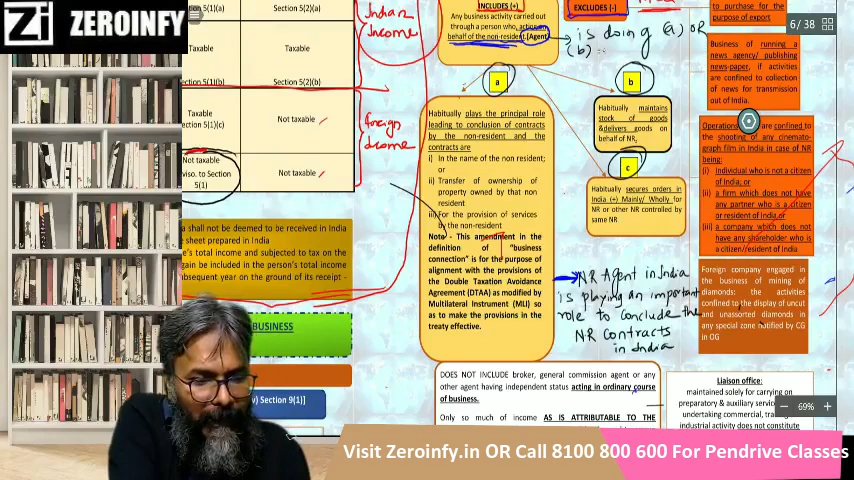 Zi
ZEROINFY
Section 5(1)(a)
Section 5(2)(a)
Taxable
Taxable
Section 5(1)(b)
Section 5(2)(b)
Taxable
Section 5(1)(c)
Not taxable
Not taxable
Proviso to Section
5(1)
Not taxable
Indian
Income
foreign
Income
shall not be deemed to be received in India
sheet prepared in India
's total income and subjected to tax on the
again be included in the person's total income
subsequent year on the ground of its receipt -
BUSINESS
Section 9(1)]
INCLUDES (+)
Any business activity carried out
through a person who, acting on
behalf of the non-resident. [Agent]
EXCLUDES (-)
is doing (a) OR
(b) =
a
Habitually plays the principal role
leading to conclusion of contracts
by the non-resident and the
contracts are
i) In the name of the non resident;
or
ii) Transfer of ownership of
property owned by that non
resident
iii) For the provision of services
by the non-resident
Note - This amendment in the
definition of "business
connection" is for the purpose of
alignment with the provisions of
the Double Taxation Avoidance
Agreement (DTAA) as modified by
Multilateral Instrument (MLI) so
as to make the provisions in the
treaty effective.
b
Habitually maintains
stock of goods
&delivers goods on
behalf of NR,
c
Habitually secures orders in
India (+) Mainly/ Wholly for
NR or other NR controlled by
same NR
NR Agent in India
is playing an important
role to conclude the
NR Contracts
in India
to purchase for the
purpose of export
6 / 38
Business of running a
news agency/ publishing
news-paper, if activities
are confined to collection
of news for transmission
out of India.
Operations are confined to
the shooting of any cinemato-
graph film in India in case of NR
being:
(i) Individual who is not a citizen
of India; or
(ii) a firm which does not have
any partner who is a citizen
or resident of India or
(iii) a company which does not
have any shareholder who is
a citizen//resident of India
Foreign company engaged in
the business of mining of
diamonds: the activities
confined to the display of uncut
and unassorted diamonds in
any special zone notified by CG
in OG
DOES NOT INCLUDE broker, general commission agent or any
other agent having independent status acting in ordinary course
of business.
Only so much of income AS IS ATTRIBUTABLE TO THE
Liaison office:
maintained solely for carrying on
preparatory & auxiliary
undertaking commercial,
industrial activity does not constitute
69%
Visit Zeroinfy.in OR Call 8100 800 600 For Pendrive Classes